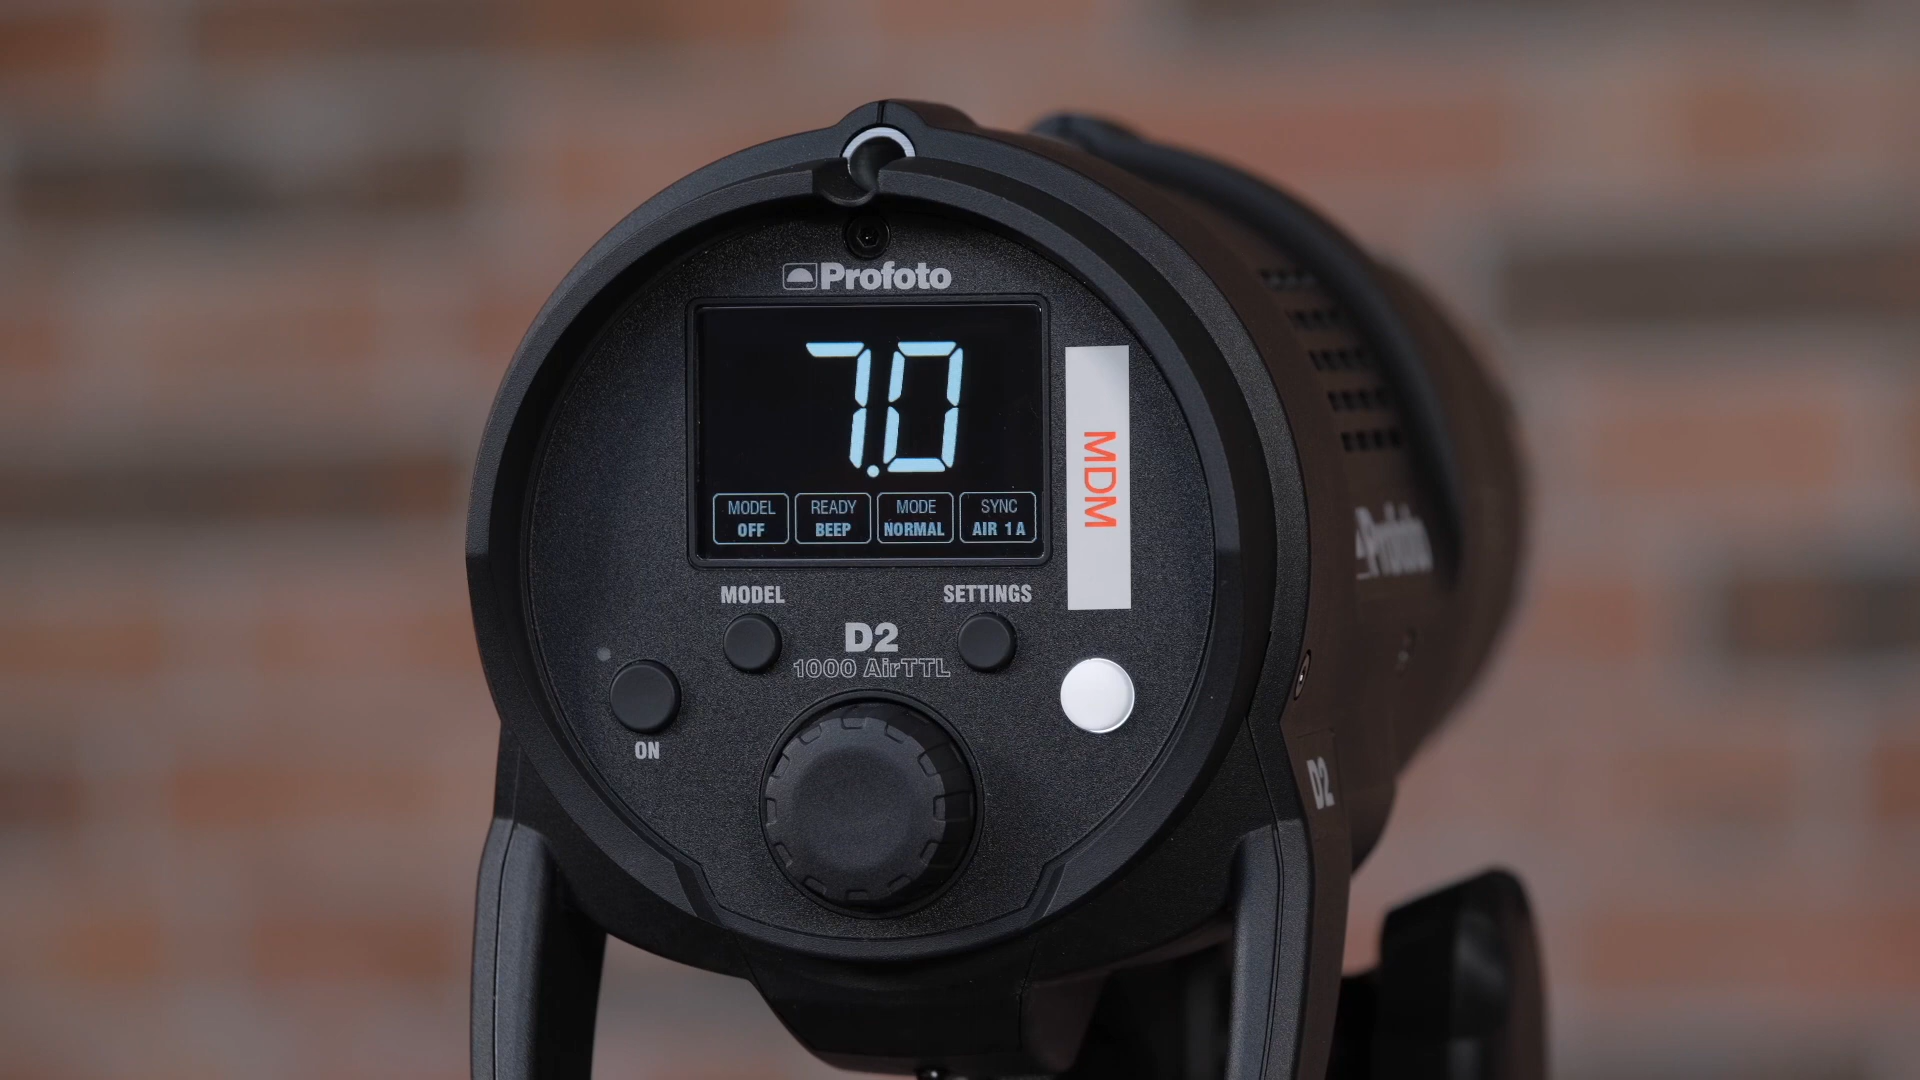 Profoto
7.0
MODEL
OFF
READY
BEEP
MODE
NORMAL
SYNC
AIR 1 A
MDM
MODEL
SETTINGS
D2
1000 AirTTL
ON
Profoto
D2